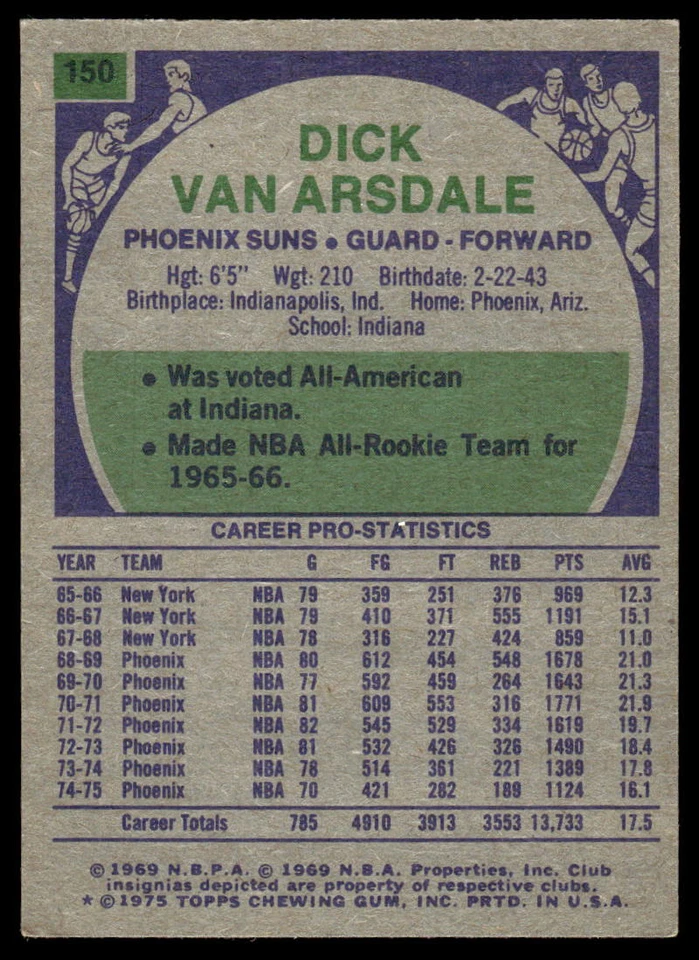 150
DICK
VAN ARSDALE
PHOENIX SUNS • GUARD - FORWARD
Hgt: 6'5" Wgt: 210 Birthdate: 2-22-43
Birthplace: Indianapolis, Ind. Home: Phoenix, Ariz.
School: Indiana
• Was voted All-American
at Indiana.
• Made NBA All-Rookie Team for
1965-66.
CAREER PRO-STATISTICS
YEAR TEAM G FG FT REB PTS AVG
65-66 New York NBA 79 359 251 376 969 12.3
66-67 New York NBA 79 410 371 555 1191 15.1
67-68 New York NBA 78 316 227 424 859 11.0
68-69 Phoenix NBA 80 612 454 548 1678 21.0
69-70 Phoenix NBA 77 592 459 264 1643 21.3
70-71 Phoenix NBA 81 609 553 316 1771 21.9
71-72 Phoenix NBA 82 545 529 334 1619 19.7
72-73 Phoenix NBA 81 532 426 326 1490 18.4
73-74 Phoenix NBA 78 514 361 221 1389 17.8
74-75 Phoenix NBA 70 421 282 189 1124 16.1
Career Totals 785 4910 3913 3553 13,733 17.5
© 1969 N.B.P.A. © 1969 N.B.A. Properties, Inc. Club
insignias depicted are property of respective clubs.
* © 1975 TOPPS CHEWING GUM, INC. PRTD. IN U.S.A.